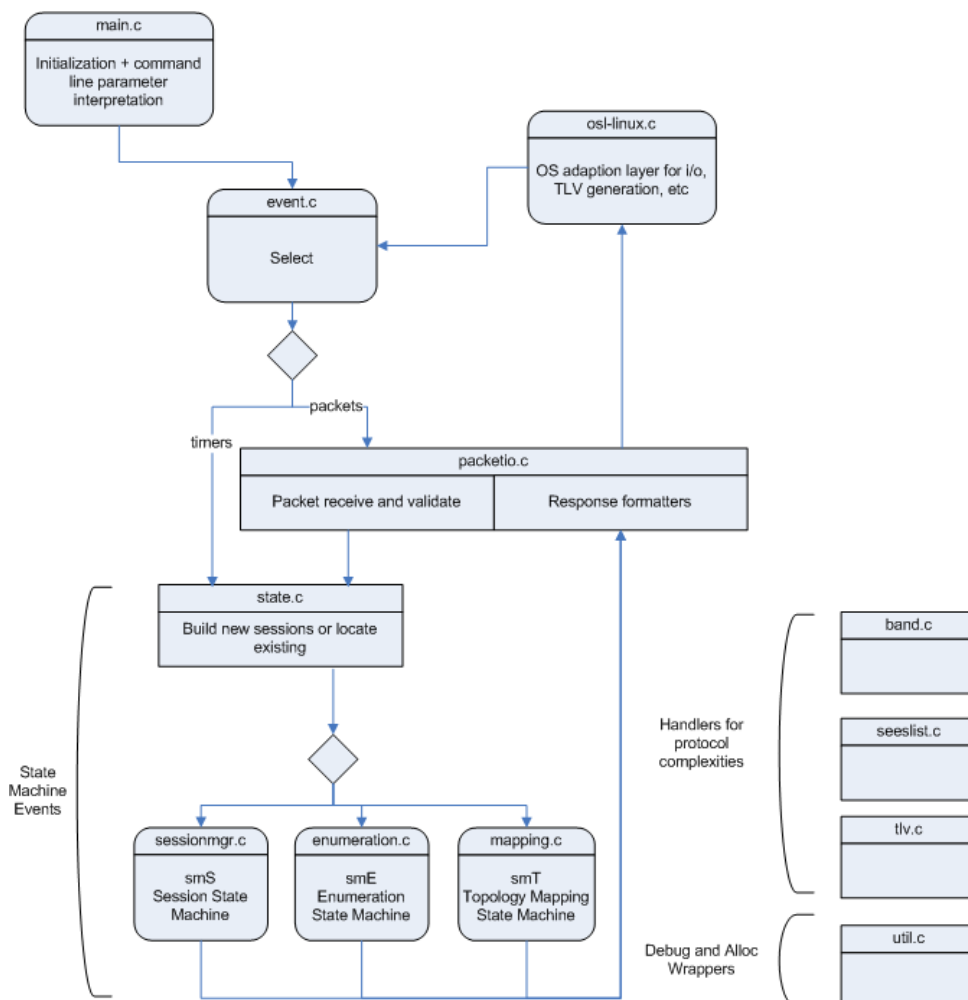 main.c
Initialization + command
line parameter
interpretation
osl-linux.c
OS adaption layer for i/o,
TLV generation, etc
event.c
Select
packets
timers
packetio.c
Packet receive and validate
Response formatters
state.c
Build new sessions or locate
existing
State
Machine
Events
sessionmgr.c
smS
Session State
Machine
enumeration.c
smE
Enumeration
State Machine
mapping.c
smT
Topology Mapping
State Machine
Handlers for
protocol
complexities
band.c
seeslist.c
tlv.c
Debug and Alloc
Wrappers
util.c